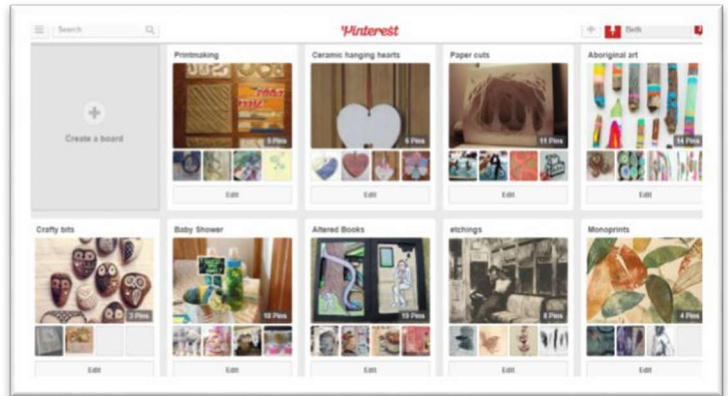 Search
Pinterest
Beth
Printmaking
Ceramic hanging hearts
Paper cuts
Aboriginal art
Create a board
5 Pins
6 Pins
11 Pins
14 Pins
Edit
Edit
Edit
Edit
Crafty bits
Baby Shower
Altered Books
etchings
Monoprints
3 Pins
10 Pins
19 Pins
8 Pins
4 Pins
Edit
Edit
Edit
Edit
Edit